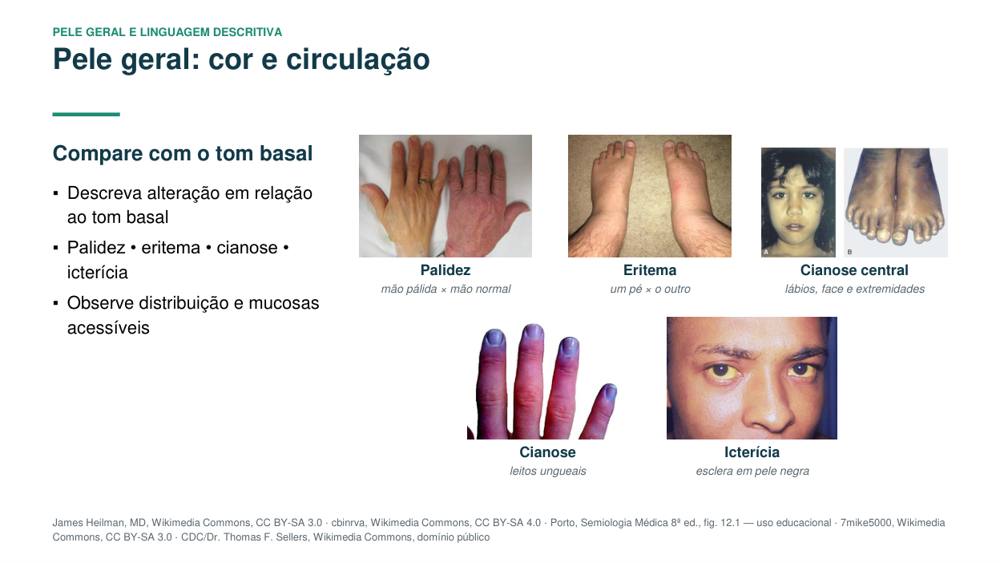 PELE GERAL E LINGUAGEM DESCRITIVA
Pele geral: cor e circulação
Compare com o tom basal
▪ Descreva alteração em relação
ao tom basal
▪ Palidez • eritema • cianose •
icterícia
▪ Observe distribuição e mucosas
acessíveis
Palidez
mão pálida × mão normal
Eritema
um pé × o outro
A
B
Cianose central
lábios, face e extremidades
Cianose
leitos ungueais
Icterícia
esclera em pele negra
James Heilman, MD, Wikimedia Commons, CC BY-SA 3.0 · cbinrva, Wikimedia Commons, CC BY-SA 4.0 · Porto, Semiologia Médica 8ª ed., fig. 12.1 — uso educacional · 7mike5000, Wikimedia
Commons, CC BY-SA 3.0 · CDC/Dr. Thomas F. Sellers, Wikimedia Commons, domínio público